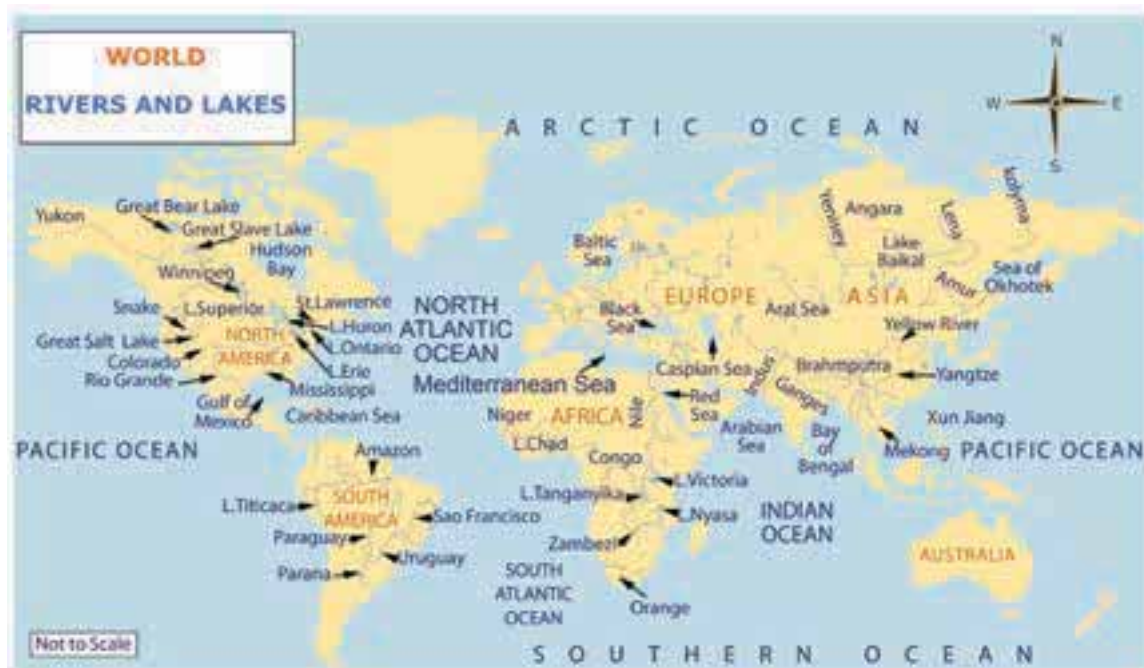 WORLD
RIVERS AND LAKES
N
W
E
S
ARCTIC OCEAN
Yukon
Great Bear Lake
Great Slave Lake
Hudson
Bay
Winnipeg
Snake
L.Superior
St.Lawrence
L.Huron
L.Ontario
L.Erie
Great Salt Lake
Colorado
Rio Grande
NORTH
AMERICA
Mississippi
Gulf of
Mexico
Caribbean Sea
NORTH
ATLANTIC
OCEAN
PACIFIC OCEAN
Amazon
L.Titicaca
SOUTH
AMERICA
Sao Francisco
Paraguay
Uruguay
Parana
Baltic
Sea
EUROPE
Black
Sea
Mediterranean Sea
Caspian Sea
Aral Sea
Niger
AFRICA
Nile
Red
Sea
L.Chad
Congo
L.Victoria
L.Tanganyika
L.Nyasa
Zambezi
Orange
SOUTH
ATLANTIC
OCEAN
Yenisey
Angara
Lena
Kolyma
Lake
Baikal
Amur
Sea of
Okhotek
ASIA
Yellow River
Brahmputra
Yangtze
Indus
Ganges
Arabian
Sea
Bay
of
Bengal
Xun Jiang
Mekong
PACIFIC OCEAN
INDIAN
OCEAN
AUSTRALIA
Not to Scale
SOUTHERN OCEAN